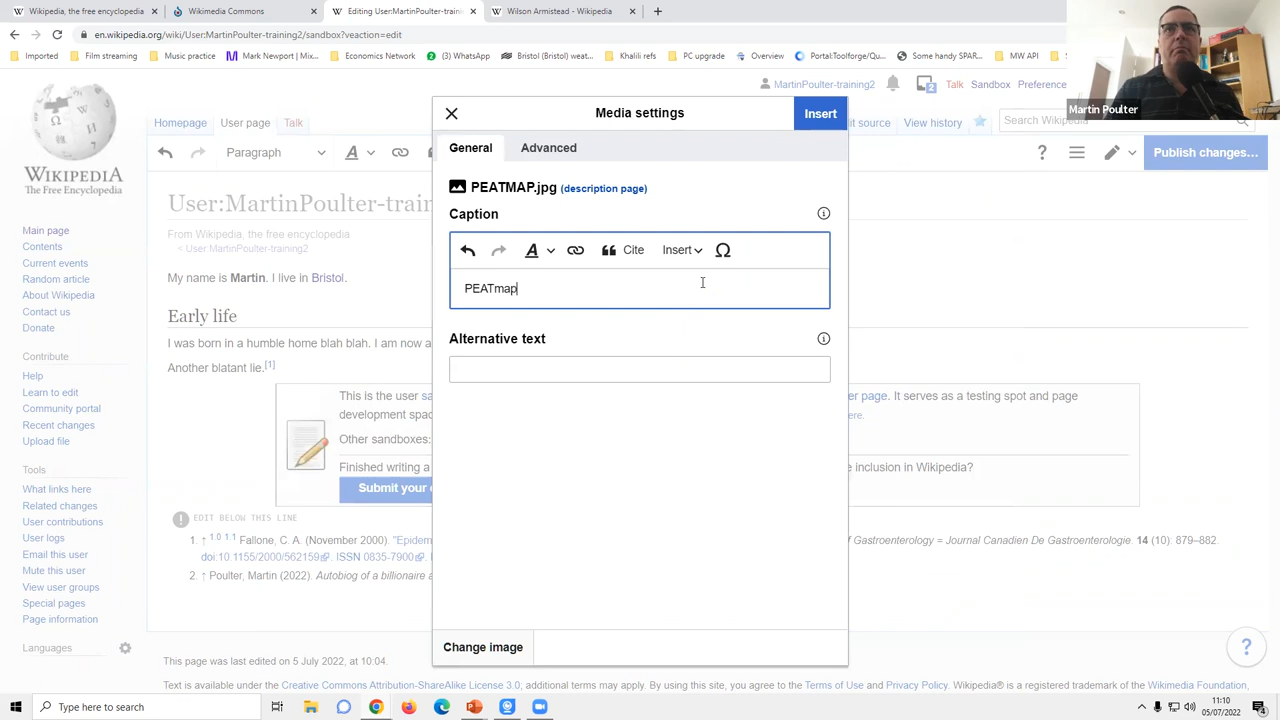 Wikipedia, the free encyclopedia
Wikimedia Commons
Editing User:MartinPoulter-traini
Wilson Armistead - Wikipedia
en.wikipedia.org/wiki/User:MartinPoulter-training2/sandbox?veaction=edit
Imported
Film streaming
Music practice
Mark Newport | Mix...
Economics Network
(3) WhatsApp
Bristol (Bristol) weat...
Khalili refs
PC upgrade
Overview
Portal:Toolforge/Qu...
Some handy SPAR...
MW API
Martin Poulter
MartinPoulter-training2
2
Talk
Sandbox
Preference
WIKIPEDIA
The Free Encyclopedia
Homepage
User page
Talk
View history
Paragraph
A
Publish changes...
User:MartinPoulter-train
From Wikipedia, the free encyclopedia
< User:MartinPoulter-training2
My name is Martin. I live in Bristol.
Early life
I was born in a humble home blah blah. I am now a
Another blatant lie.[1]
Media settings
Insert
General
Advanced
PEATMAP.jpg (description page)
Caption
A
Cite
Insert
Ω
PEATmap
Alternative text
Change image
This is the user
page development spac
er page. It serves as a testing spot and page
here.
Other sandboxes:
Finished writing a
e inclusion in Wikipedia?
Submit your
EDIT BELOW THIS LINE
1. ↑ 1.0 1.1 Fallone, C. A. (November 2000). "Epidem
of Gastroenterology = Journal Canadien De Gastroenterologie. 14 (10): 879–882.
doi:10.1155/2000/562159. ISSN 0835-7900.
2. ↑ Poulter, Martin (2022). Autobiog of a billionaire a
Main page
Contents
Current events
Random article
About Wikipedia
Contact us
Donate
Contribute
Help
Learn to edit
Community portal
Recent changes
Upload file
Tools
What links here
Related changes
User contributions
User logs
Email this user
Mute this user
View user groups
Special pages
Page information
Languages
This page was last edited on 5 July 2022, at 10:04.
Text is available under the Creative Commons Attribution-ShareAlike License 3.0; additional terms may apply. By using this site, you agree to the Terms of Use and Privacy Policy. Wikipedia® is a registered trademark of the Wikimedia Foundation,
Type here to search
11:10
05/07/2022
4